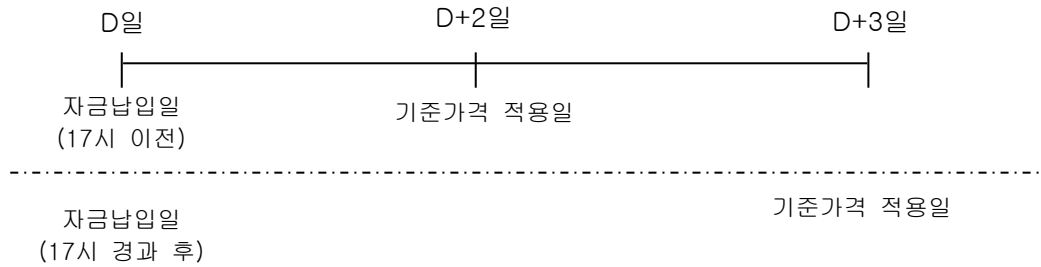 D일 D+2일 D+3일
자금납입일 기준가격 적용일
(17시 이전)
기준가격 적용일
자금납입일
(17시 경과 후)